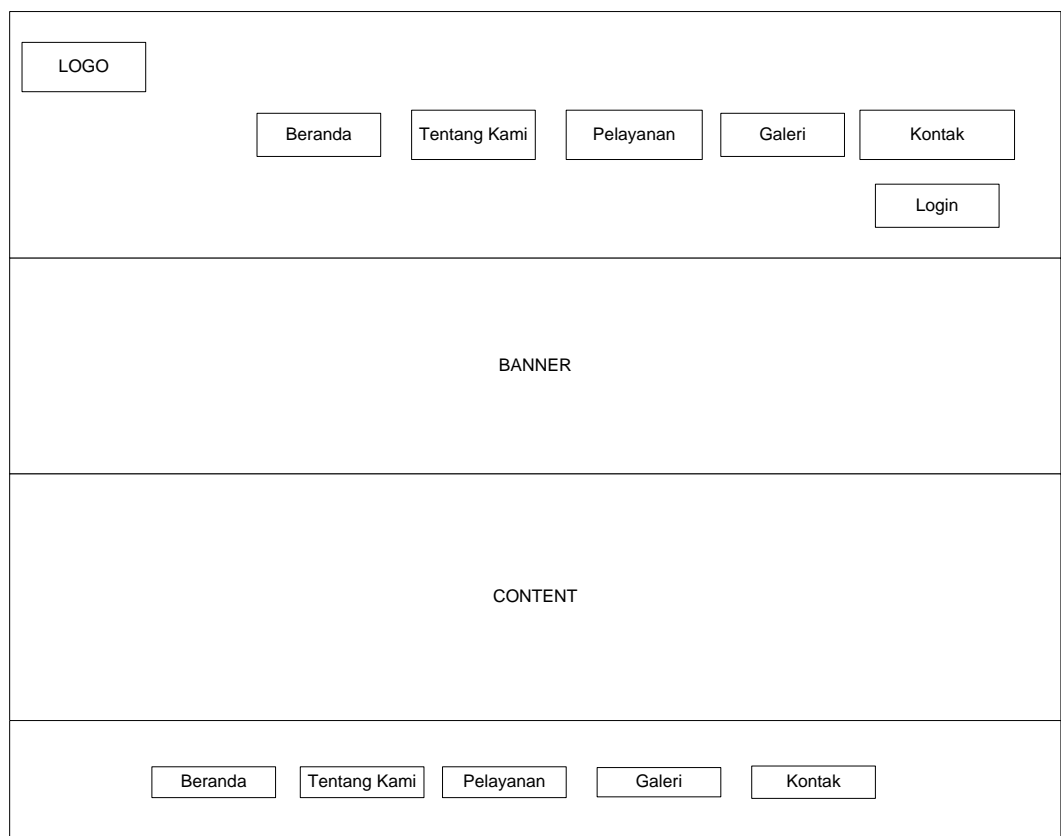 LOGO
Beranda
Tentang Kami
Pelayanan
Galeri
Kontak
Login
BANNER
CONTENT
Beranda
Tentang Kami
Pelayanan
Galeri
Kontak